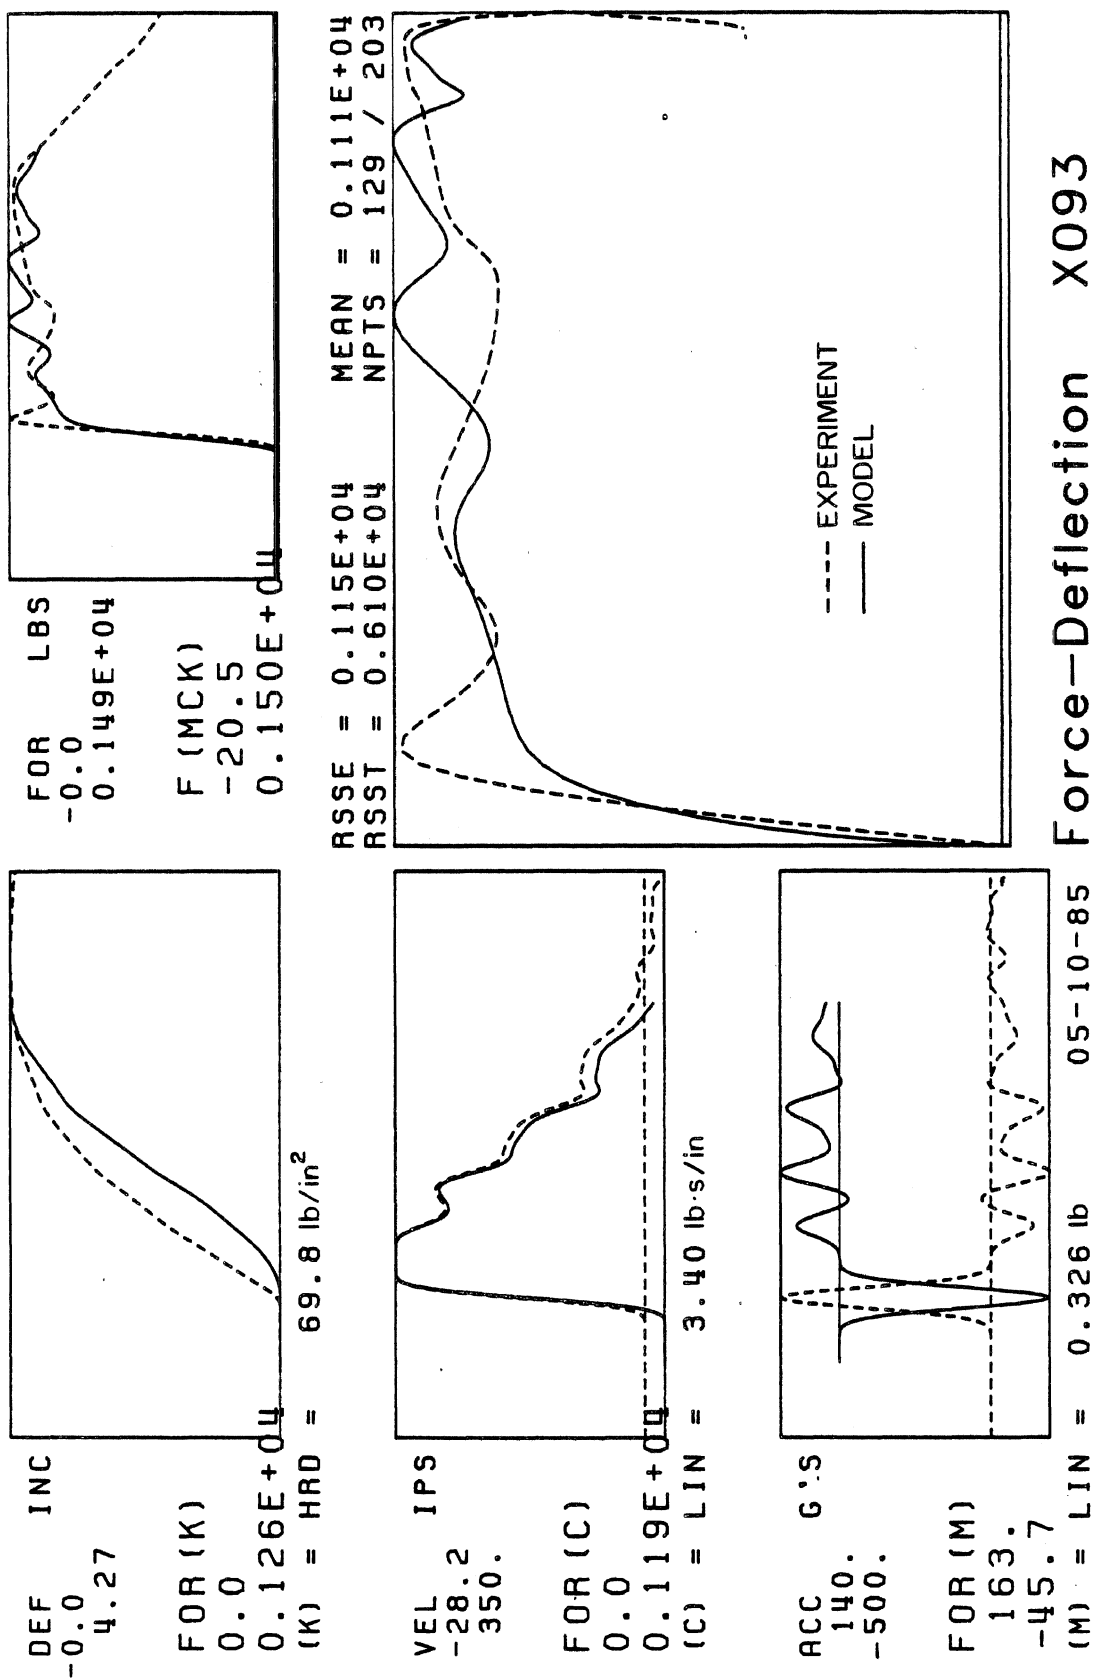 DEF INC
-0.0
4.27
FOR(K)
0.0
0.126E+04
(K) = HRD = 69.8 lb/in²
VEL IPS
-28.2
350.
FOR(C)
0.0
0.119E+04
(C) = LIN = 3.40 lb·s/in
ACC G'S
140.
-500.
FOR(M)
163.
-45.7
(M) = LIN = 0.326 lb 05-10-85
FOR LBS
-0.0
0.149E+04
F(MCK)
-20.5
0.150E+04
RSSE = 0.115E+04 MEAN = 0.111E+04
RSST = 0.610E+04 NPTS = 129 / 203
--- EXPERIMENT
—— MODEL
Force-Deflection X093